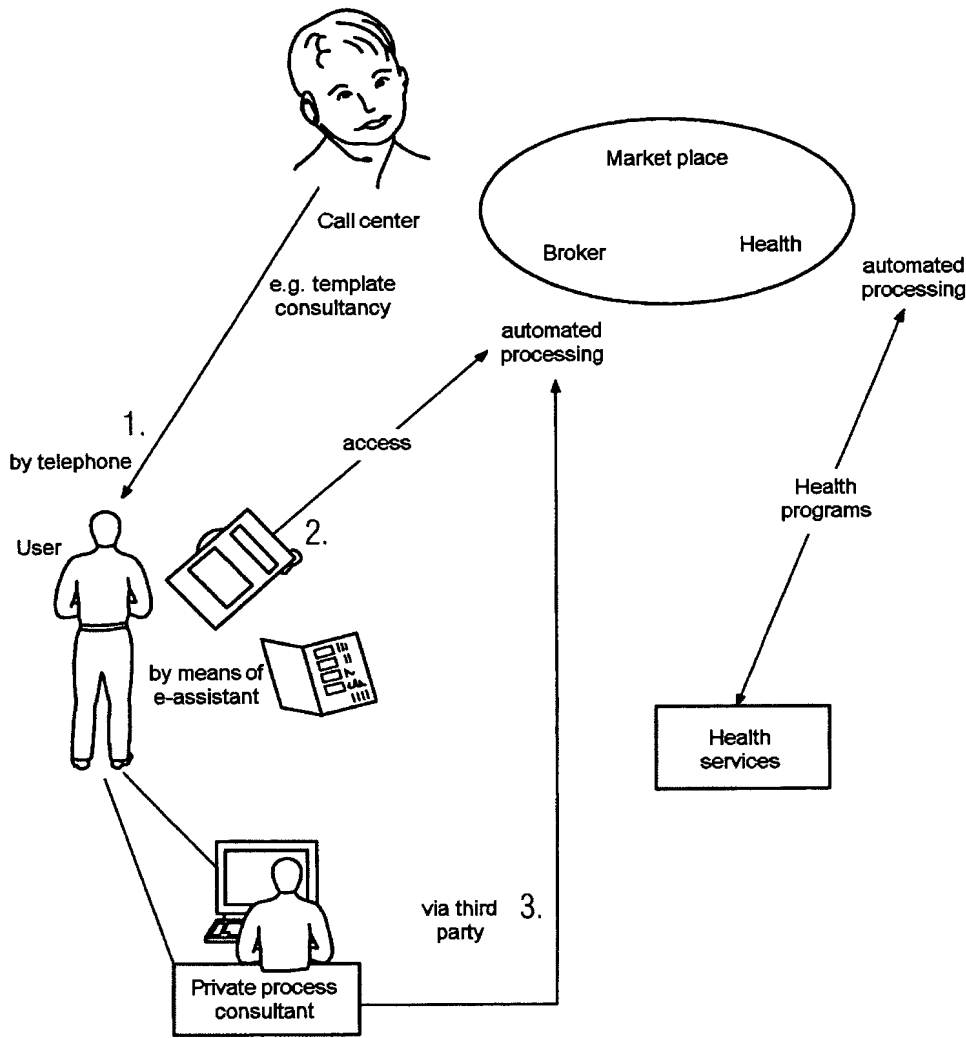 Call center
Market place
Broker
Health
automated
processing
e.g. template
consultancy
automated
processing
1.
by telephone
access
User
2.
Health
programs
by means of
e-assistant
Health
services
via third
party
3.
Private process
consultant